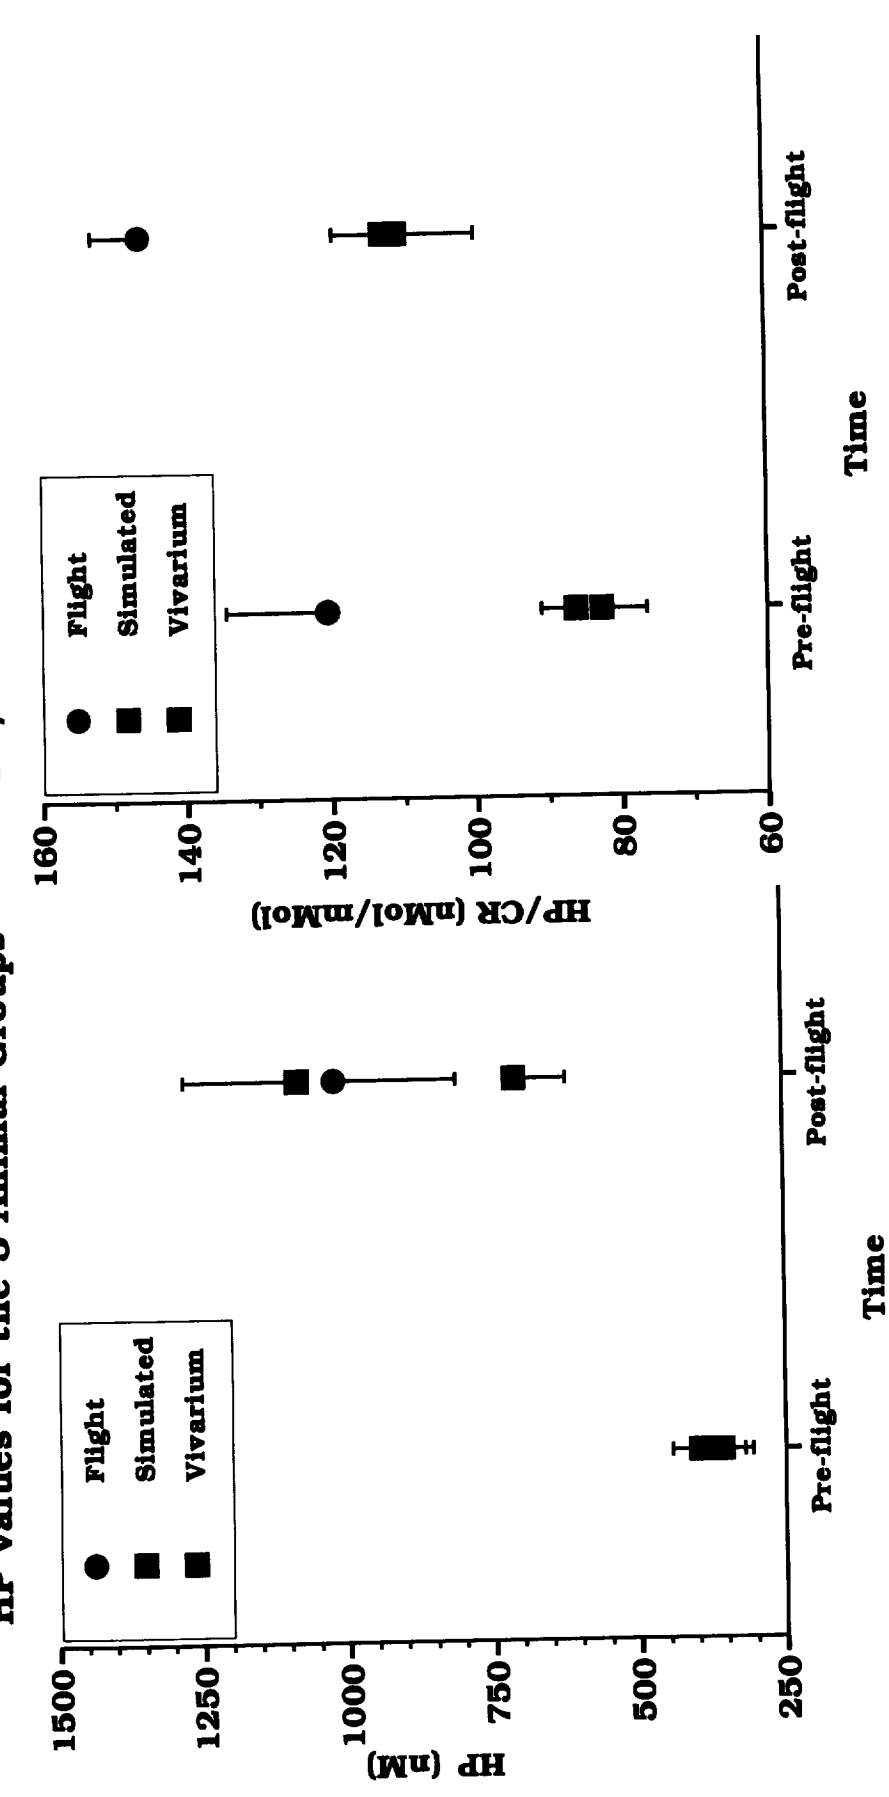 HP Values for the 3 Animal Groups
Flight
Simulated
Vivarium
1500
1250
1000
750
500
250
HP (nM)
Pre-flight
Post-flight
Time
Flight
Simulated
Vivarium
160
140
120
100
80
60
HP/CR (nMol/mMol)
Pre-flight
Post-flight
Time